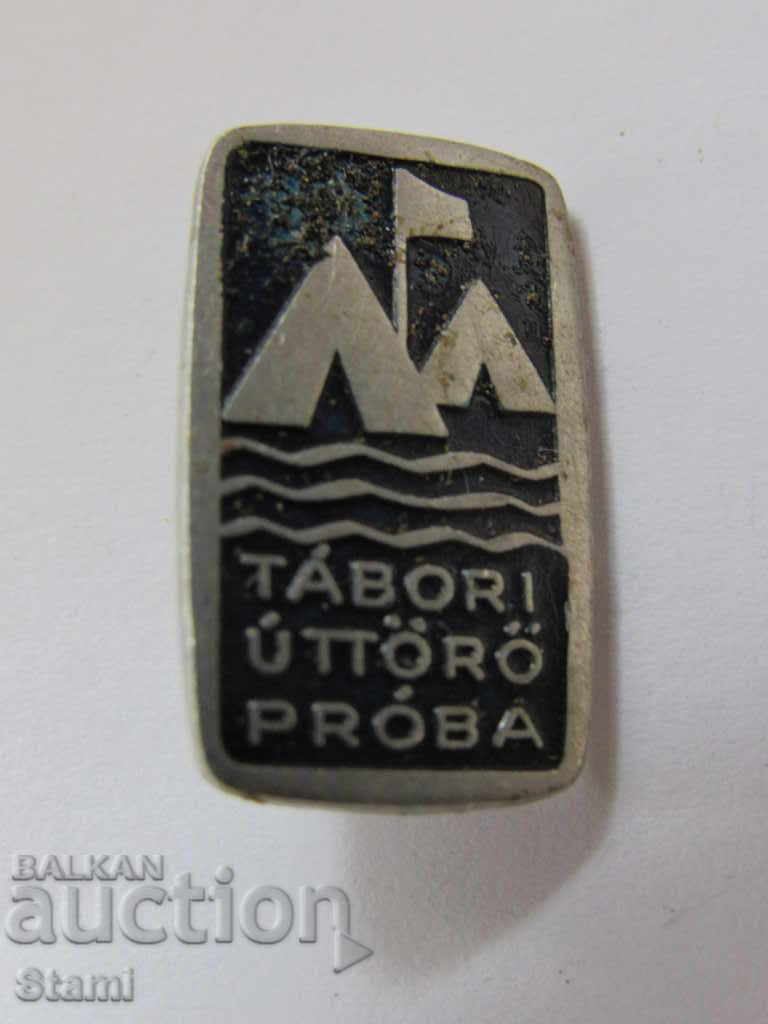 TÁBORI
ÚTTÖRŐ
PRÓBA
BALKAN
auction
Stami